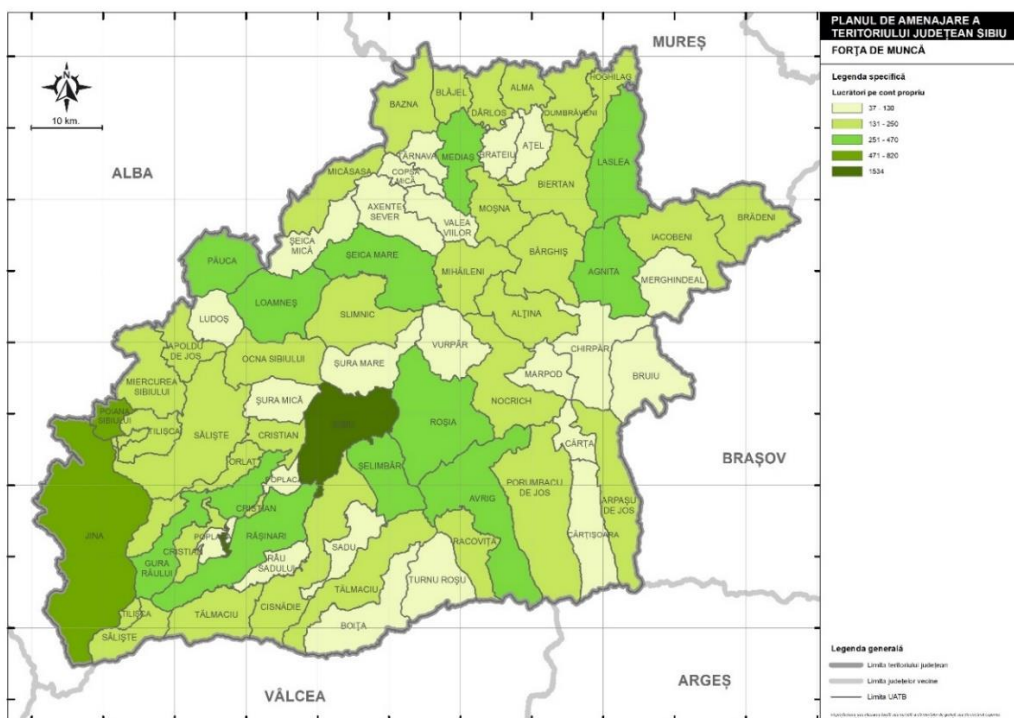 PLANUL DE AMENAJARE A
TERITORIULUI JUDEȚEAN SIBIU
FORȚA DE MUNCĂ
Legenda specifică
Lucrători pe cont propriu
37 - 130
131 - 250
251 - 470
471 - 820
1534
N
10 km.
MUREȘ
ALBA
BRAȘOV
ARGEȘ
VÂLCEA
HOGHILAG
BLĂJEL
ALMA
BAZNA
DÂRLOS
DUMBRĂVENI
TÂRNAVA
MEDIAȘ
BRATEIU
AȚEL
LASLEA
MICĂSASA
COPȘA
MICĂ
BIERTAN
AXENTE
SEVER
MOȘNA
BRĂDENI
VALEA
VIILOR
IACOBENI
ȘEICA
MICĂ
BÂRGHIȘ
PĂUCA
ȘEICA MARE
MIHĂILENI
AGNITA
MERGHINDEAL
LOAMNEȘ
LUDOȘ
SLIMNIC
ALȚINA
APOLDU
DE JOS
OCNA SIBIULUI
ȘURA MARE
VURPĂR
CHIRPĂR
MARPOD
BRUIU
MIERCUREA
SIBIULUI
ȘURA MICĂ
NOCRICH
POIANA
SIBIULUI
TILIȘCA
SĂLIȘTE
CRISTIAN
ROȘIA
CÂRȚA
ORLAT
ȘELIMBĂR
POPLACA
PORUMBACU
DE JOS
ARPAȘU
DE JOS
AVRIG
CRISTIAN
JINA
RĂȘINARI
CÂRȚIȘOARA
CRISTIAN
SADU
RACOVIȚA
GURA
RÂULUI
RÂU
SADULUI
TURNU ROȘU
TĂLMACIU
CISNĂDIE
TILIȘCA
TĂLMACIU
SĂLIȘTE
BOIȚA
Legenda generală
Limita teritoriului județean
Limita județelor vecine
Limita UATB